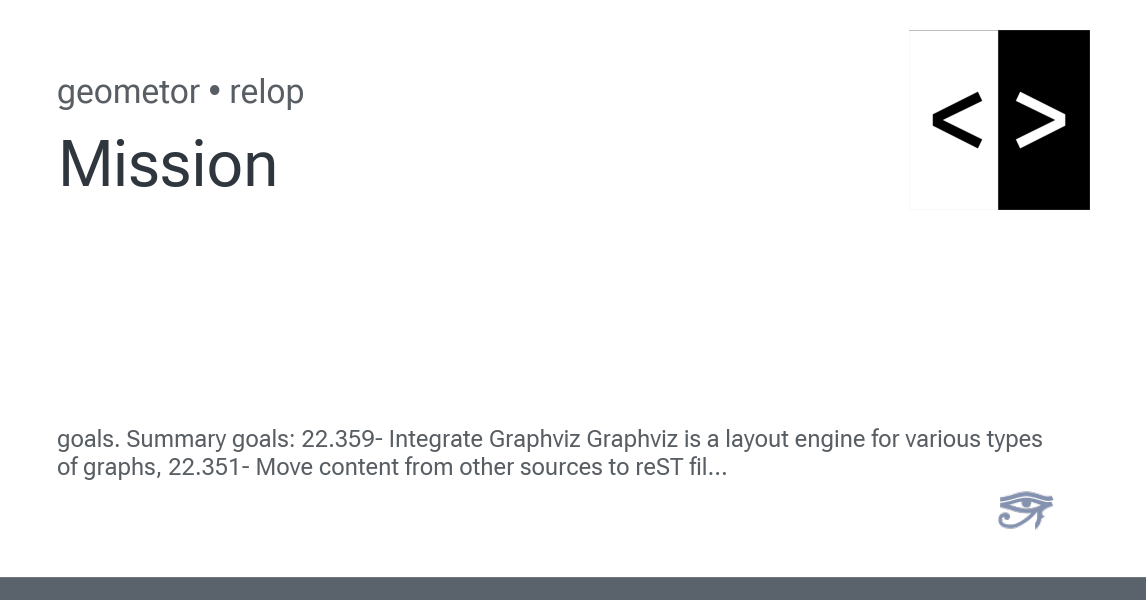 geometor • relop
Mission
< >
goals. Summary goals: 22.359- Integrate Graphviz Graphviz is a layout engine for various types
of graphs, 22.351- Move content from other sources to reST fil...